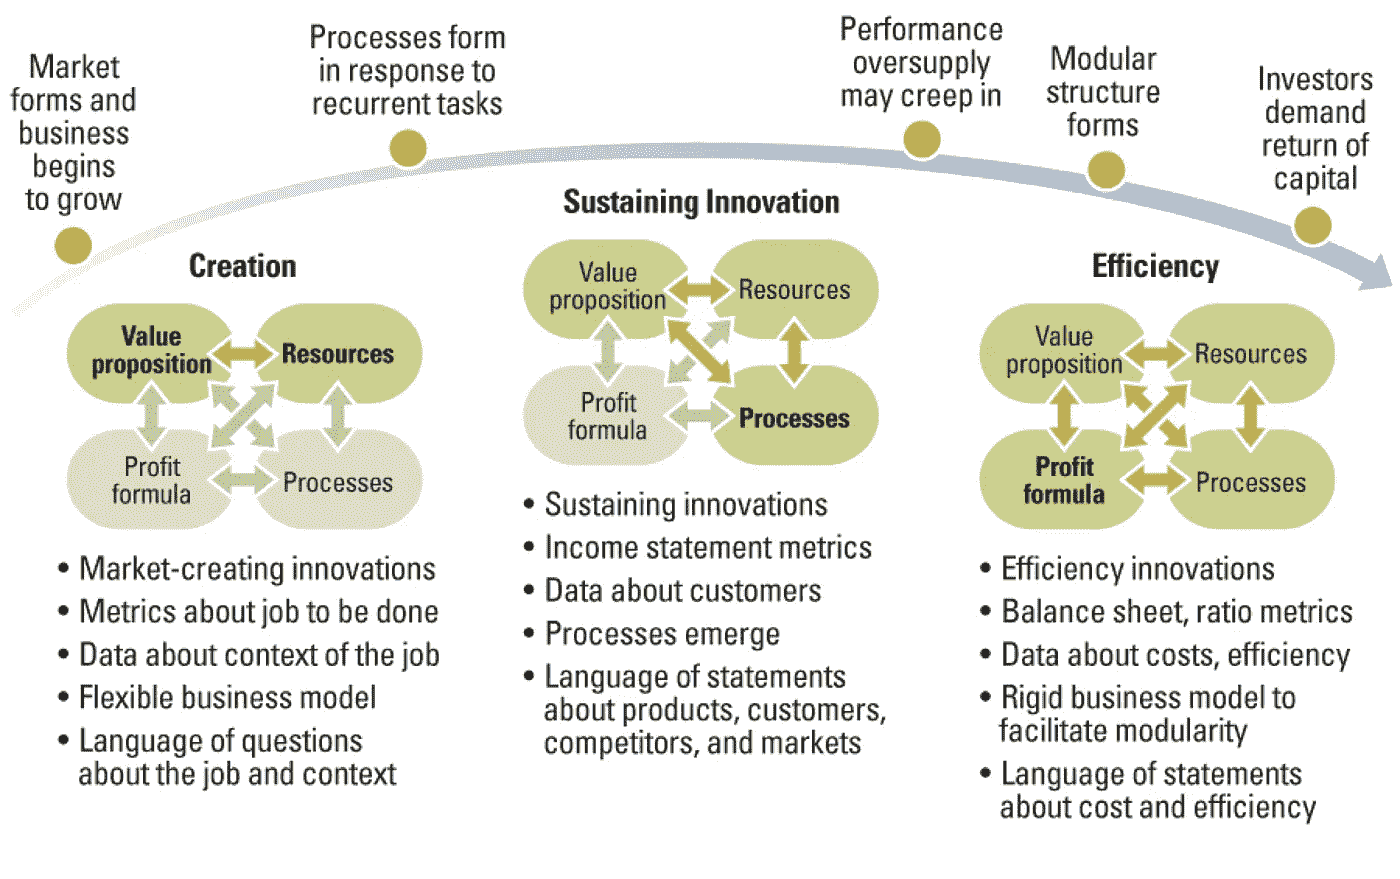 Market
forms and
business
begins
to grow
Processes form
in response to
recurrent tasks
Performance
oversupply
may creep in
Modular
structure
forms
Investors
demand
return of
capital
Creation
Value
proposition
Resources
Profit
formula
Processes
• Market-creating innovations
• Metrics about job to be done
• Data about context of the job
• Flexible business model
• Language of questions
about the job and context
Sustaining Innovation
Value
proposition
Resources
Profit
formula
Processes
• Sustaining innovations
• Income statement metrics
• Data about customers
• Processes emerge
• Language of statements
about products, customers,
competitors, and markets
Efficiency
Value
proposition
Resources
Profit
formula
Processes
• Efficiency innovations
• Balance sheet, ratio metrics
• Data about costs, efficiency
• Rigid business model to
facilitate modularity
• Language of statements
about cost and efficiency